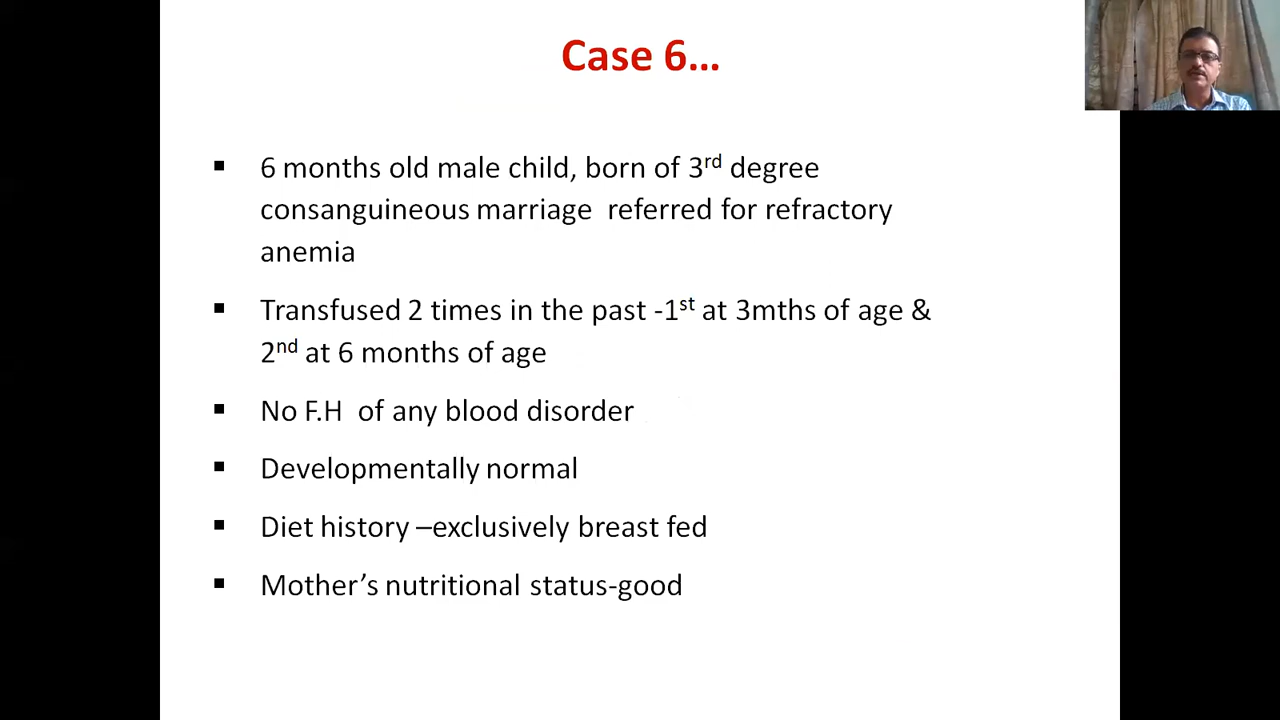 Case 6...
▪ 6 months old male child, born of 3rd degree
consanguineous marriage referred for refractory
anemia
▪ Transfused 2 times in the past -1st at 3mths of age &
2nd at 6 months of age
▪ No F.H of any blood disorder
▪ Developmentally normal
▪ Diet history –exclusively breast fed
▪ Mother’s nutritional status-good